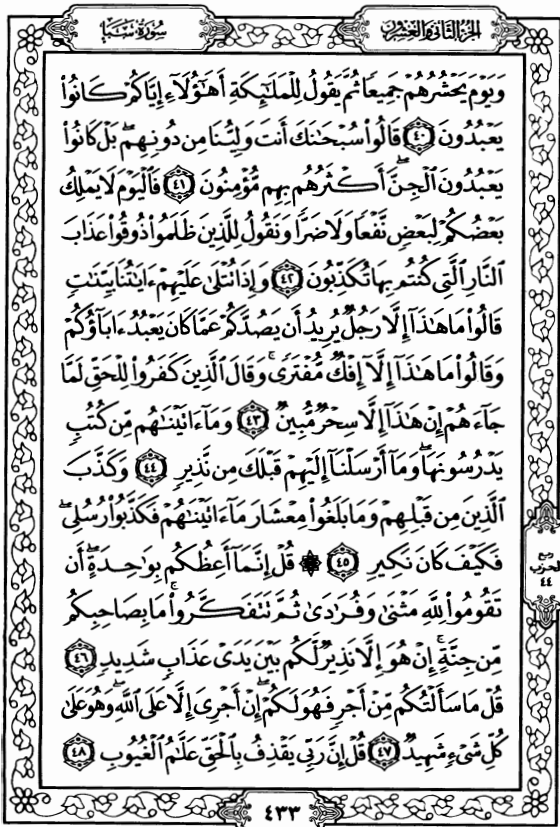 الجزء الثاني والعشرون
سورة سبإ
وَيَوْمَ يَحْشُرُهُمْ جَمِيعًا ثُمَّ يَقُولُ لِلْمَلَٰٓئِكَةِ أَهَٰٓؤُلَآءِ إِيَّاكُمْ كَانُوا۟
يَعْبُدُونَ ٤٠ قَالُوا۟ سُبْحَٰنَكَ أَنتَ وَلِيُّنَا مِن دُونِهِم ۖ بَلْ كَانُوا۟
يَعْبُدُونَ ٱلْجِنَّ ۖ أَكْثَرُهُم بِهِم مُّؤْمِنُونَ ٤١ فَٱلْيَوْمَ لَا يَمْلِكُ
بَعْضُكُمْ لِبَعْضٍ نَّفْعًا وَلَا ضَرًّا وَنَقُولُ لِلَّذِينَ ظَلَمُوا۟ ذُوقُوا۟ عَذَابَ
ٱلنَّارِ ٱلَّتِى كُنتُم بِهَا تُكَذِّبُونَ ٤٢ وَإِذَا تُتْلَىٰ عَلَيْهِمْ ءَايَٰتُنَا بَيِّنَٰتٍ
قَالُوا۟ مَا هَٰذَآ إِلَّا رَجُلٌ يُرِيدُ أَن يَصُدَّكُمْ عَمَّا كَانَ يَعْبُدُ ءَابَآؤُكُمْ
وَقَالُوا۟ مَا هَٰذَآ إِلَّآ إِفْكٌ مُّفْتَرًى ۚ وَقَالَ ٱلَّذِينَ كَفَرُوا۟ لِلْحَقِّ لَمَّا
جَآءَهُمْ إِنْ هَٰذَآ إِلَّا سِحْرٌ مُّبِينٌ ٤٣ وَمَآ ءَاتَيْنَٰهُم مِّن كُتُبٍ
يَدْرُسُونَهَا ۖ وَمَآ أَرْسَلْنَآ إِلَيْهِمْ قَبْلَكَ مِن نَّذِيرٍ ٤٤ وَكَذَّبَ
ٱلَّذِينَ مِن قَبْلِهِمْ وَمَا بَلَغُوا۟ مِعْشَارَ مَآ ءَاتَيْنَٰهُمْ فَكَذَّبُوا۟ رُسُلِى ۖ
فَكَيْفَ كَانَ نَكِيرِ ٤٥ ۞ قُلْ إِنَّمَآ أَعِظُكُم بِوَٰحِدَةٍ ۖ أَن
تَقُومُوا۟ لِلَّهِ مَثْنَىٰ وَفُرَٰدَىٰ ثُمَّ تَتَفَكَّرُوا۟ ۚ مَا بِصَاحِبِكُم
مِّن جِنَّةٍ ۚ إِنْ هُوَ إِلَّا نَذِيرٌ لَّكُم بَيْنَ يَدَىْ عَذَابٍ شَدِيدٍ ٤٦
قُلْ مَا سَأَلْتُكُم مِّنْ أَجْرٍ فَهُوَ لَكُمْ ۖ إِنْ أَجْرِىَ إِلَّا عَلَى ٱللَّهِ ۖ وَهُوَ عَلَىٰ
كُلِّ شَىْءٍ شَهِيدٌ ٤٧ قُلْ إِنَّ رَبِّى يَقْذِفُ بِٱلْحَقِّ عَلَّٰمُ ٱلْغُيُوبِ ٤٨
ربع
الحزب
٤٤
٤٣٣